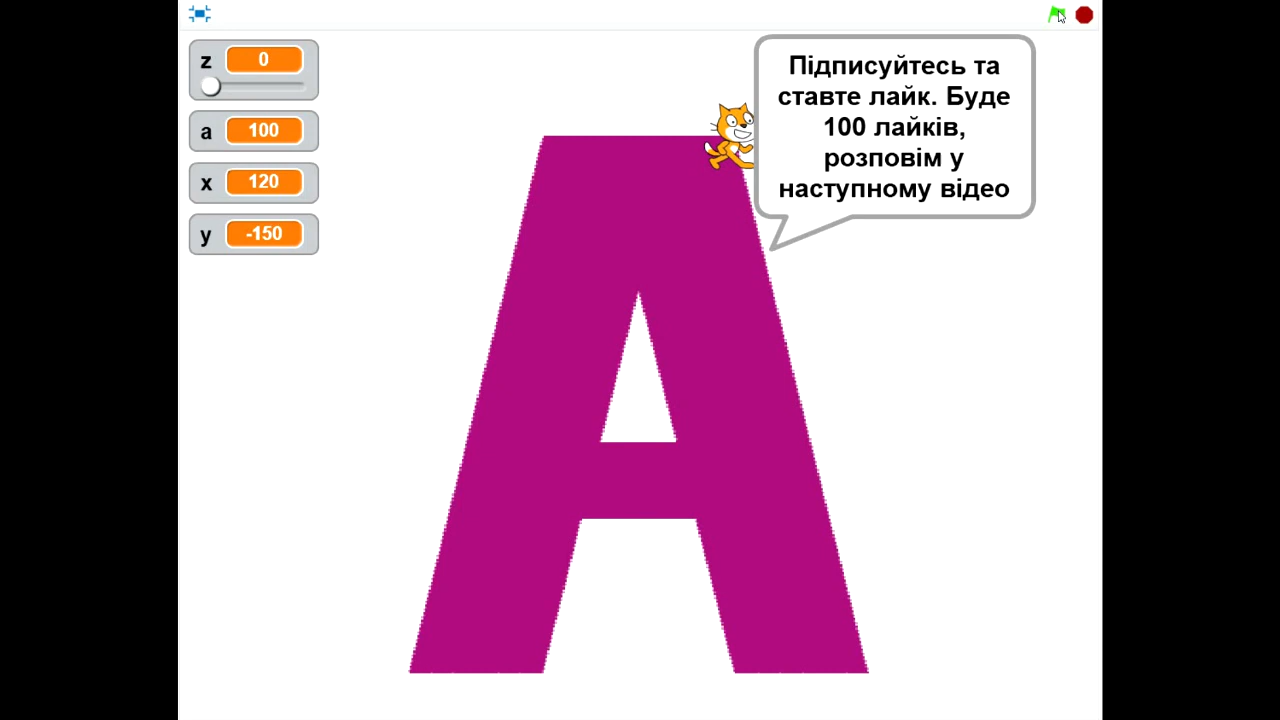 z 0
a 100
x 120
y -150
Підписуйтесь та
ставте лайк. Буде
100 лайків,
розповім у
наступному відео
A